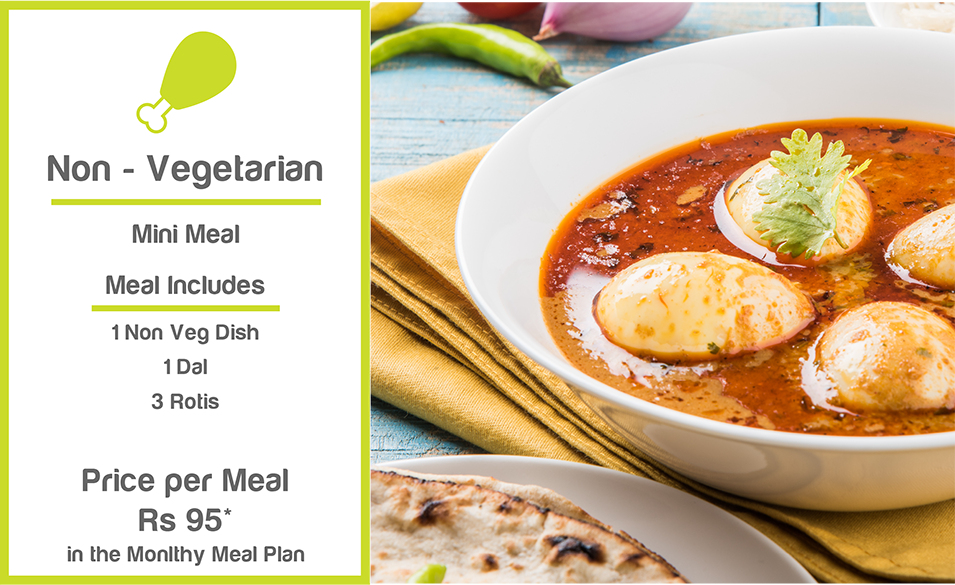 Non - Vegetarian
Mini Meal
Meal Includes
1 Non Veg Dish
1 Dal
3 Rotis
Price per Meal
Rs 95*
in the Monlthy Meal Plan